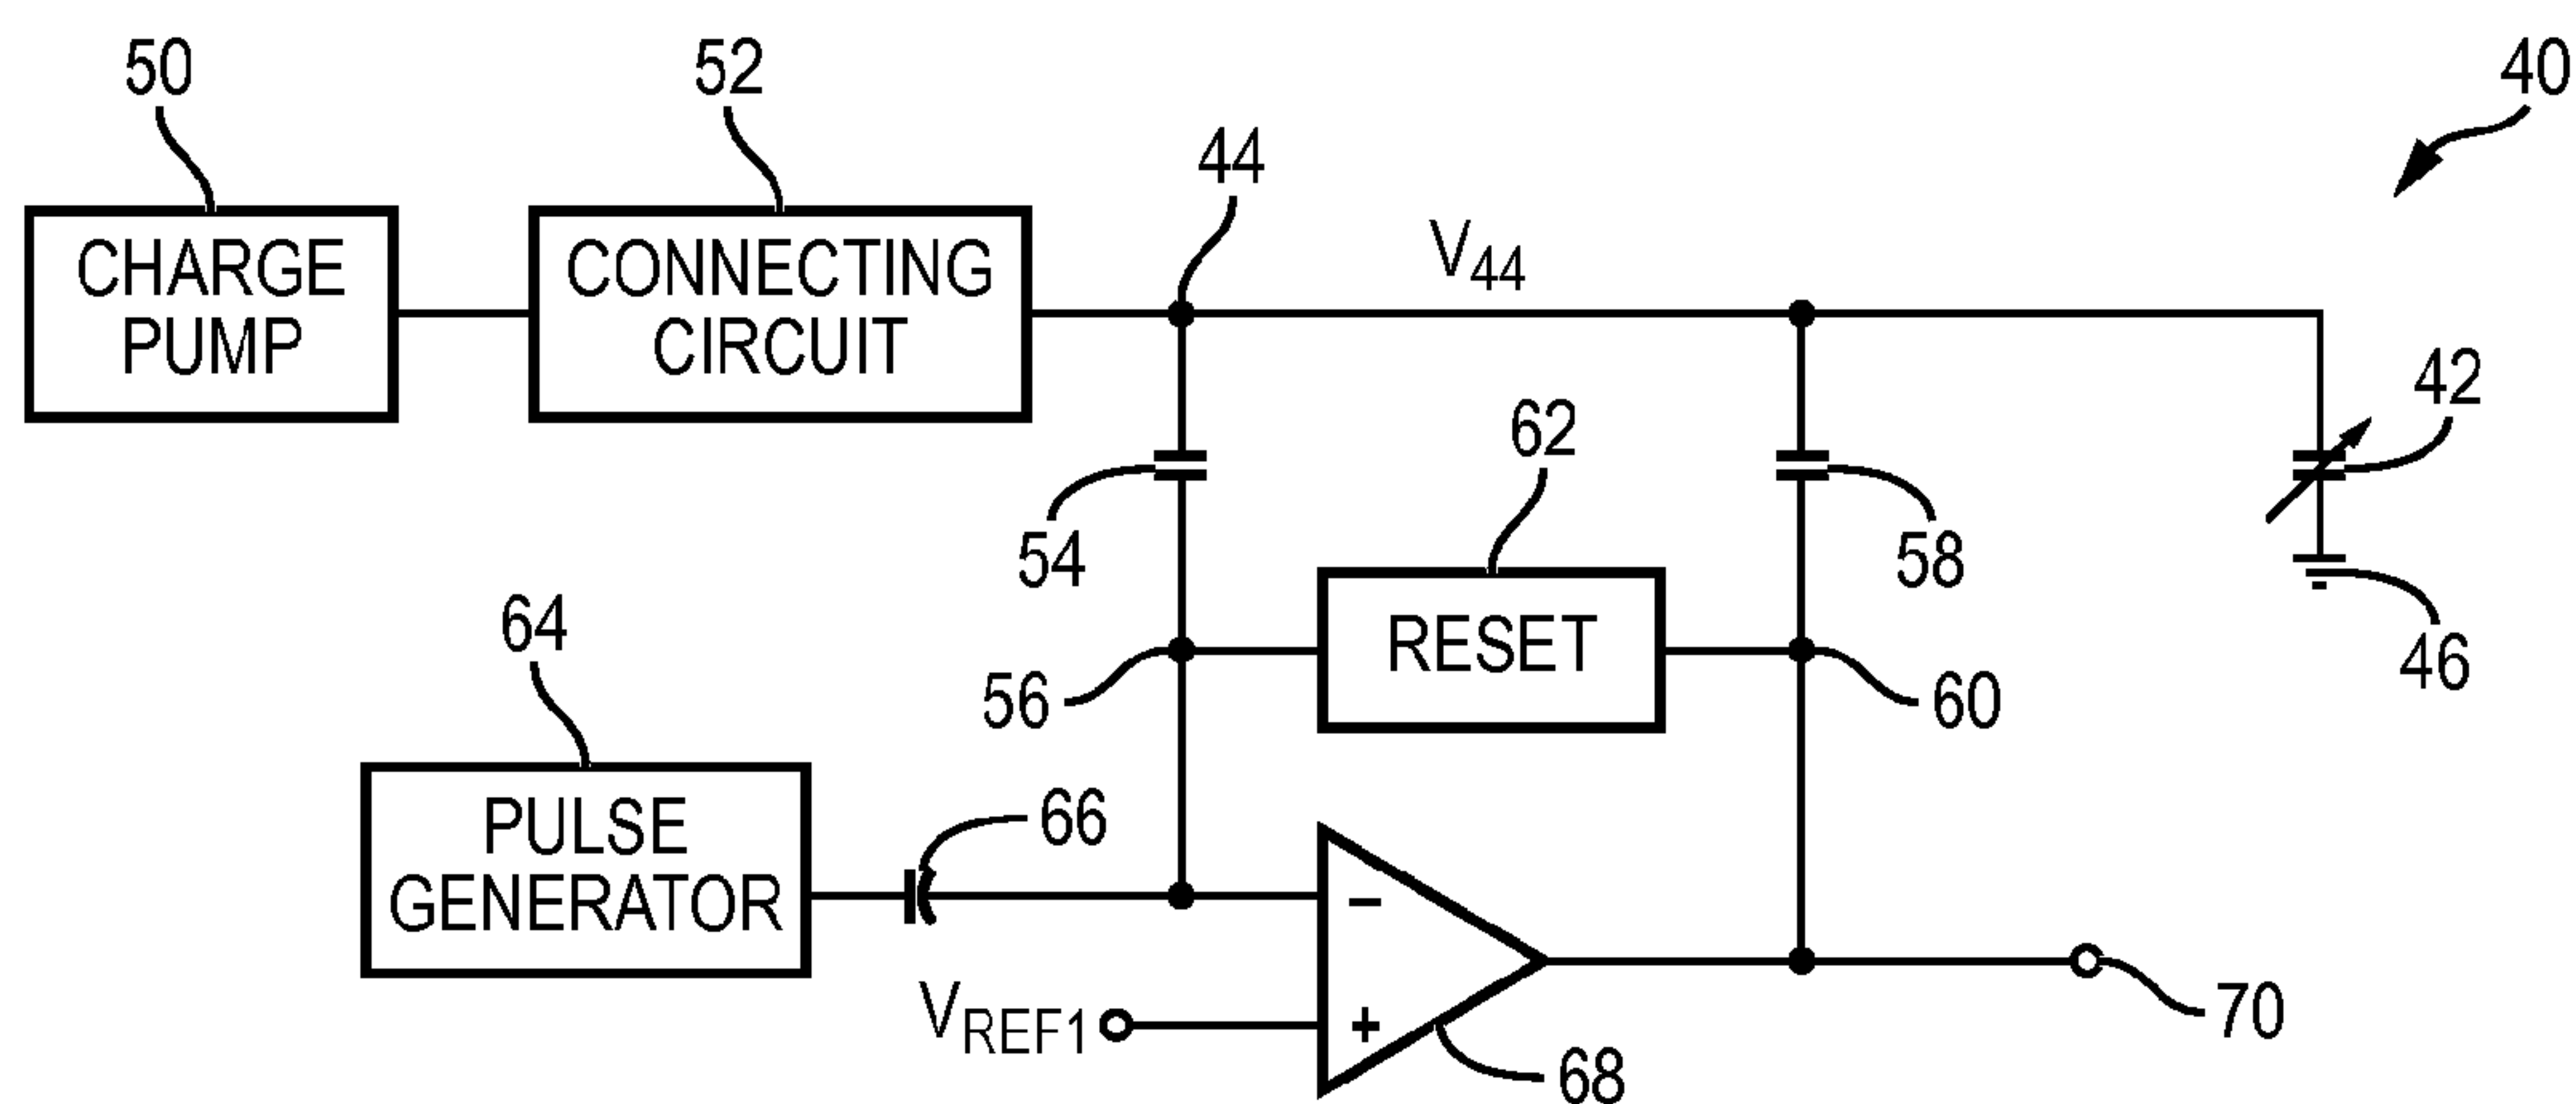 50
52
40
44
CHARGE
PUMP
CONNECTING
CIRCUIT
V44
42
62
54
58
RESET
46
64
56
60
PULSE
GENERATOR
66
−
VREF1
+
70
68